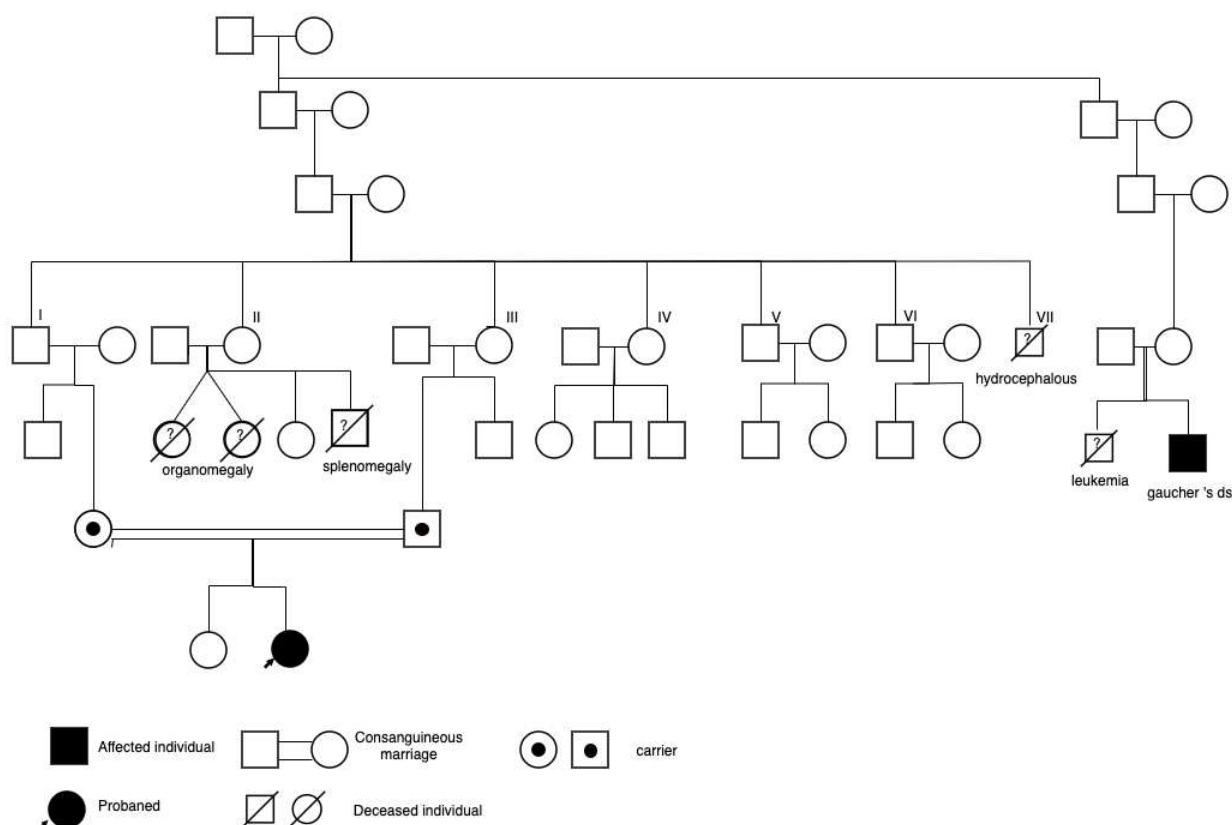 I
II
III
IV
V
VI
VII
?
hydrocephalous
?
?
organomegaly
?
splenomegaly
?
leukemia
gaucher 's ds
Affected individual
Consanguineous
marriage
carrier
Probaned
Deceased individual